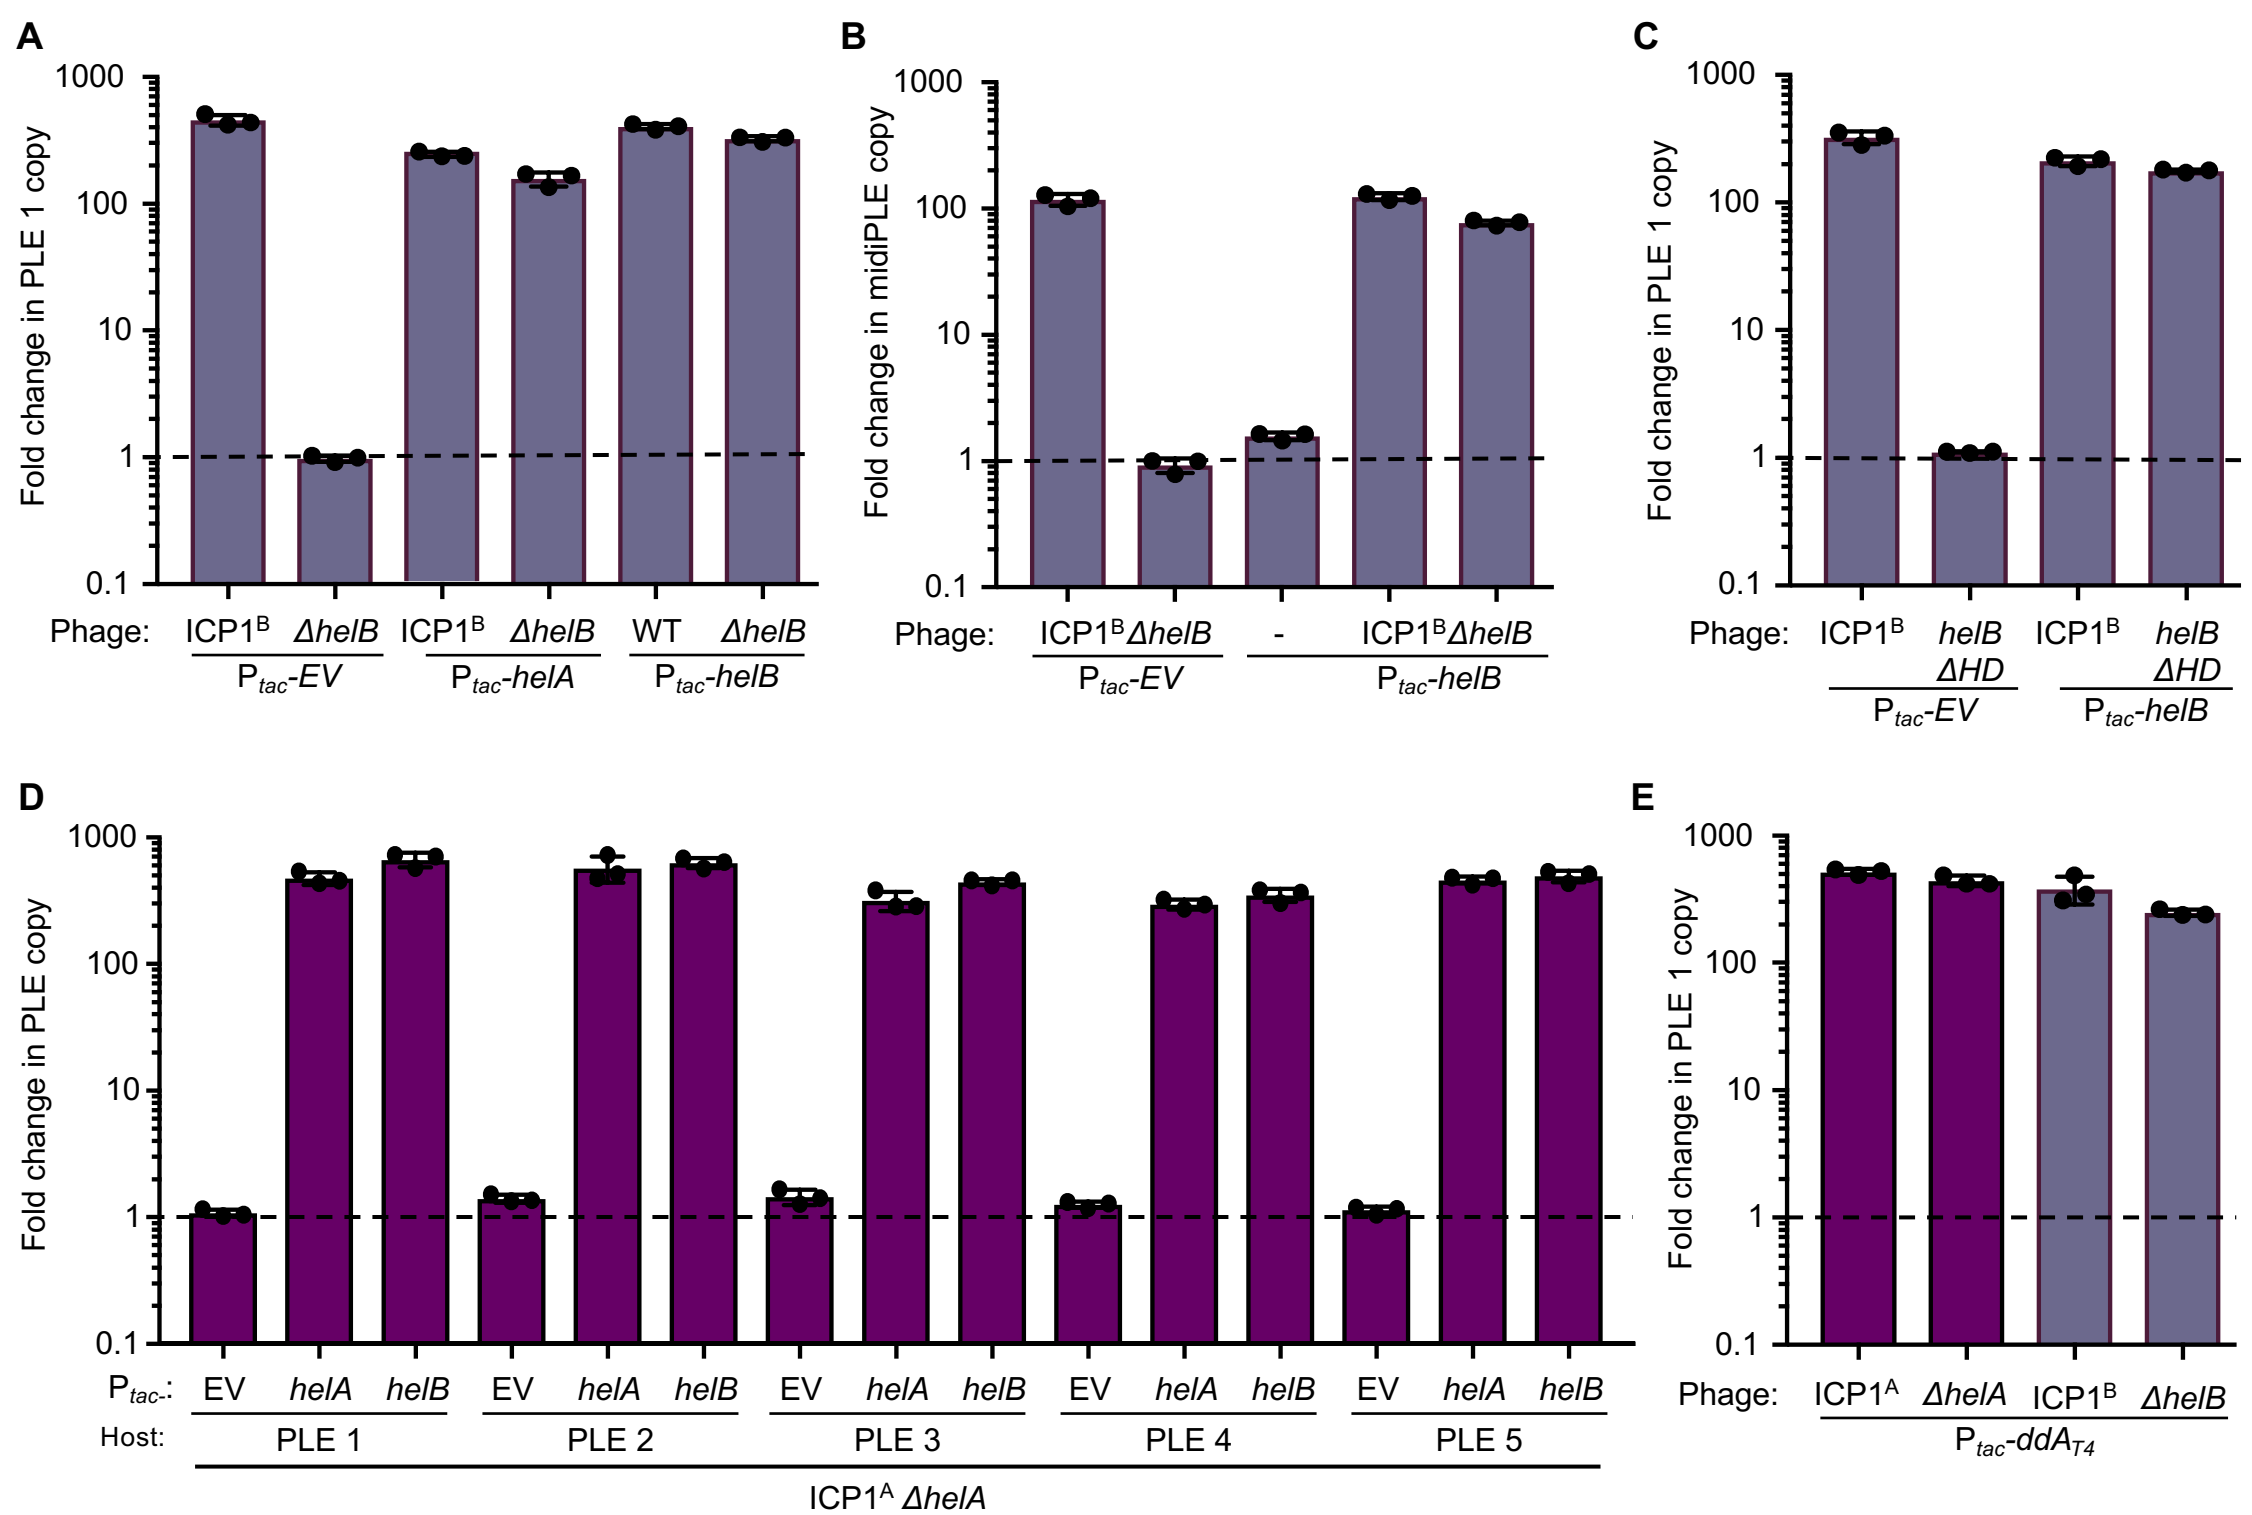 A
Fold change in PLE 1 copy
1000
100
10
1
0.1
Phage: ICP1ᴮ ΔhelB ICP1ᴮ ΔhelB WT ΔhelB
Ptac-EV Ptac-helA Ptac-helB
B
Fold change in midiPLE copy
1000
100
10
1
0.1
Phage: ICP1ᴮ ΔhelB - ICP1ᴮ ΔhelB
Ptac-EV Ptac-helB
C
Fold change in PLE 1 copy
1000
100
10
1
0.1
Phage: ICP1ᴮ helB ICP1ᴮ helB
ΔHD ΔHD
Ptac-EV Ptac-helB
D
Fold change in PLE copy
1000
100
10
1
0.1
Ptac-: EV helA helB EV helA helB EV helA helB EV helA helB EV helA helB
Host: PLE 1 PLE 2 PLE 3 PLE 4 PLE 5
ICP1ᴬ ΔhelA
E
Fold change in PLE 1 copy
1000
100
10
1
0.1
Phage: ICP1ᴬ ΔhelA ICP1ᴮ ΔhelB
Ptac-ddAT4